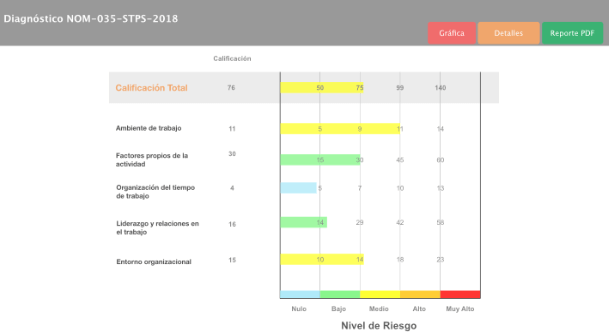 Diagnóstico NOM-035-STPS-2018
Gráfica Detalles Reporte PDF
Calificación
Calificación Total 76 50 75 99 140
Ambiente de trabajo 11 5 9 11 14
Factores propios de la
actividad
30 15 30 45 60
Organización del tiempo
de trabajo
4 5 7 10 13
Liderazgo y relaciones en
el trabajo
16 14 29 42 58
Entorno organizacional 15 10 14 18 23
Nulo Bajo Medio Alto Muy Alto
Nivel de Riesgo